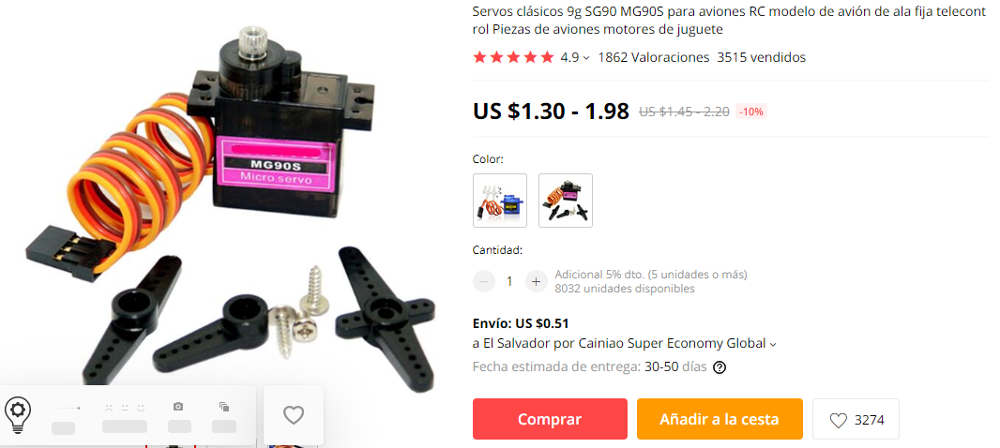 Servos clásicos 9g SG90 MG90S para aviones RC modelo de avión de ala fija telecont
rol Piezas de aviones motores de juguete
4.9 1862 Valoraciones 3515 vendidos
US $1.30 - 1.98 US $1.45 - 2.20 -10%
Color:
MG90S
Micro servo
Cantidad:
1 Adicional 5% dto. (5 unidades o más)
8032 unidades disponibles
Envío: US $0.51
a El Salvador por Cainiao Super Economy Global
Fecha estimada de entrega: 30-50 días ?
Comprar Añadir a la cesta 3274